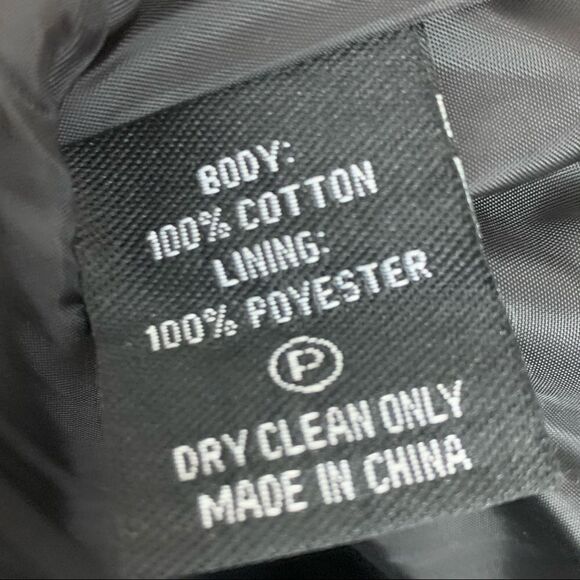 BODY:
100% COTTON
LINING:
100% POYESTER
P
DRY CLEAN ONLY
MADE IN CHINA